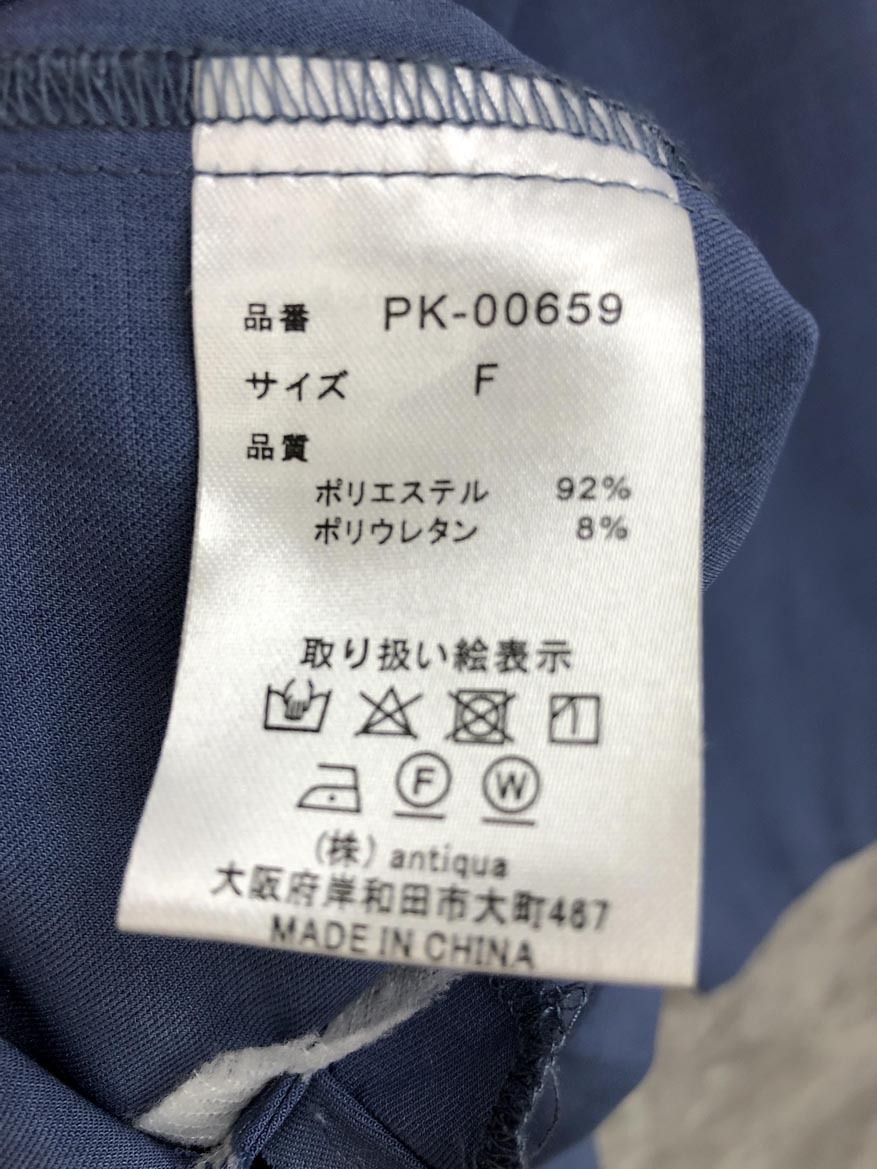 品番 PK-00659
サイズ F
品質
ポリエステル 92%
ポリウレタン 8%
取り扱い絵表示
F W
(株) antiqua
大阪府岸和田市大町467
MADE IN CHINA